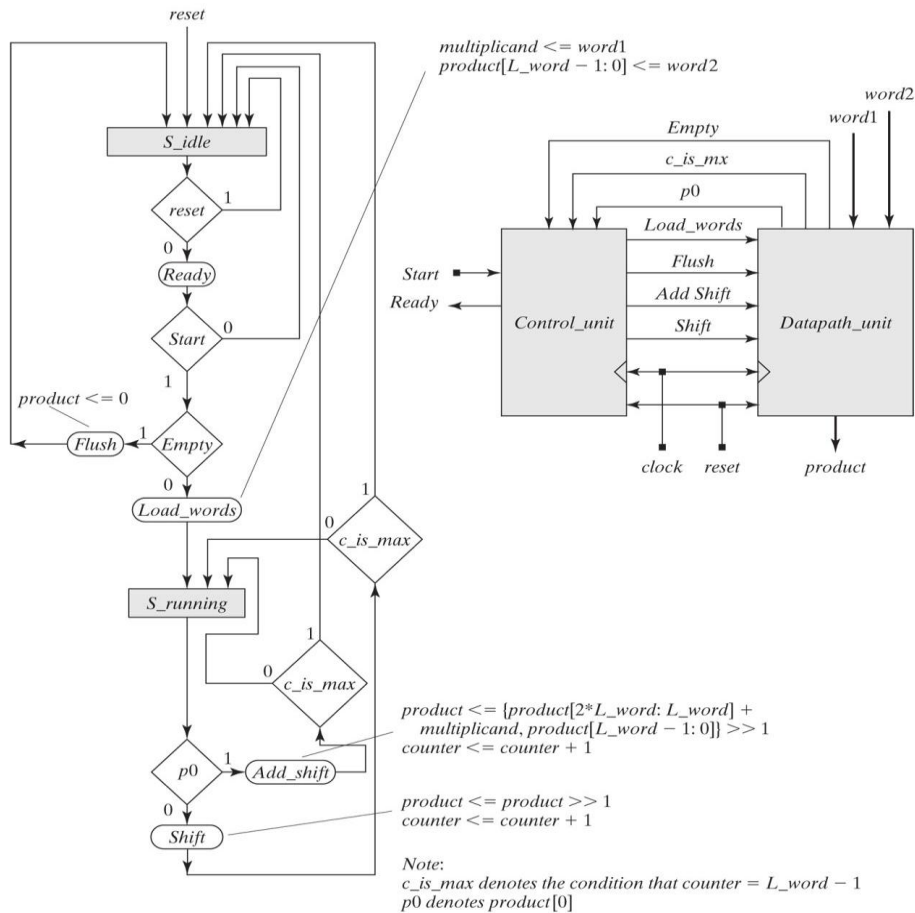 reset
S_idle
reset
1
0
Ready
Start
0
1
product <= 0
Flush
1
Empty
0
Load_words
S_running
0
c_is_max
1
0
c_is_max
1
p0
1
Add_shift
0
Shift
multiplicand <= word1
product[L_word − 1: 0] <= word2
product <= {product[2*L_word: L_word] +
multiplicand, product[L_word − 1: 0]} >> 1
counter <= counter + 1
product <= product >> 1
counter <= counter + 1
Note:
c_is_max denotes the condition that counter = L_word − 1
p0 denotes product[0]
word2
word1
Empty
c_is_mx
p0
Load_words
Flush
Add Shift
Shift
Start
Ready
Control_unit
Datapath_unit
clock
reset
product